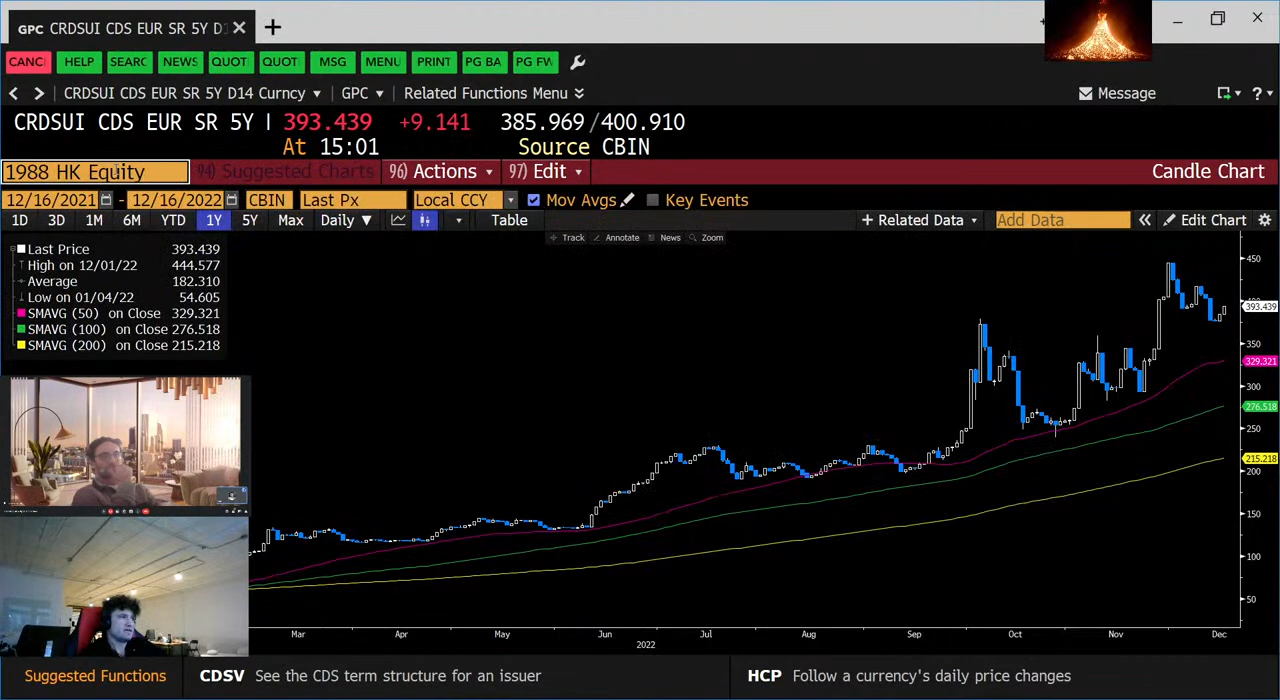 GPC CRDSUI CDS EUR SR 5Y D
CANC HELP SEARC NEWS QUOT QUOT MSG MENU PRINT PG BA PG FW
CRDSUI CDS EUR SR 5Y D14 Curncy GPC Related Functions Menu Message ?
CRDSUI CDS EUR SR 5Y 393.439 +9.141 385.969/400.910
At 15:01 Source CBIN
1988 HK Equity 94) Suggested Charts 96) Actions 97) Edit Candle Chart
12/16/2021 - 12/16/2022 CBIN Last Px Local CCY Mov Avgs Key Events
1D 3D 1M 6M YTD 1Y 5Y Max Daily ▼ Table + Related Data Add Data « Edit Chart
Track Annotate News Zoom
Last Price 393.439
High on 12/01/22 444.577
Average 182.310
Low on 01/04/22 54.605
SMAVG (50) on Close 329.321
SMAVG (100) on Close 276.518
SMAVG (200) on Close 215.218
450
393.439
350
329.321
300
276.518
250
215.218
200
150
100
50
Mar Apr May Jun Jul Aug Sep Oct Nov Dec
2022
Suggested Functions CDSV See the CDS term structure for an issuer HCP Follow a currency's daily price changes